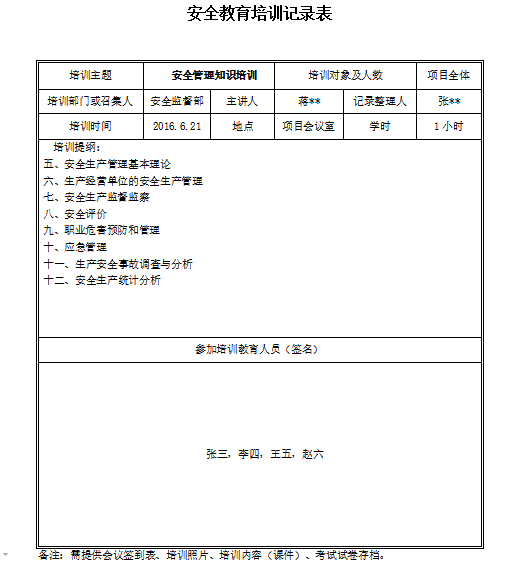 安全教育培训记录表
培训主题 安全管理知识培训 培训对象及人数 项目全体
培训部门或召集人 安全监督部 主讲人 蒋** 记录整理人 张**
培训时间 2016.6.21 地点 项目会议室 学时 1小时
培训提纲：
五、安全生产管理基本理论
六、生产经营单位的安全生产管理
七、安全生产监督监察
八、安全评价
九、职业危害预防和管理
十、应急管理
十一、生产安全事故调查与分析
十二、安全生产统计分析
参加培训教育人员（签名）
张三，李四，王五，赵六
备注：需提供会议签到表、培训照片、培训内容（课件）、考试试卷存档。